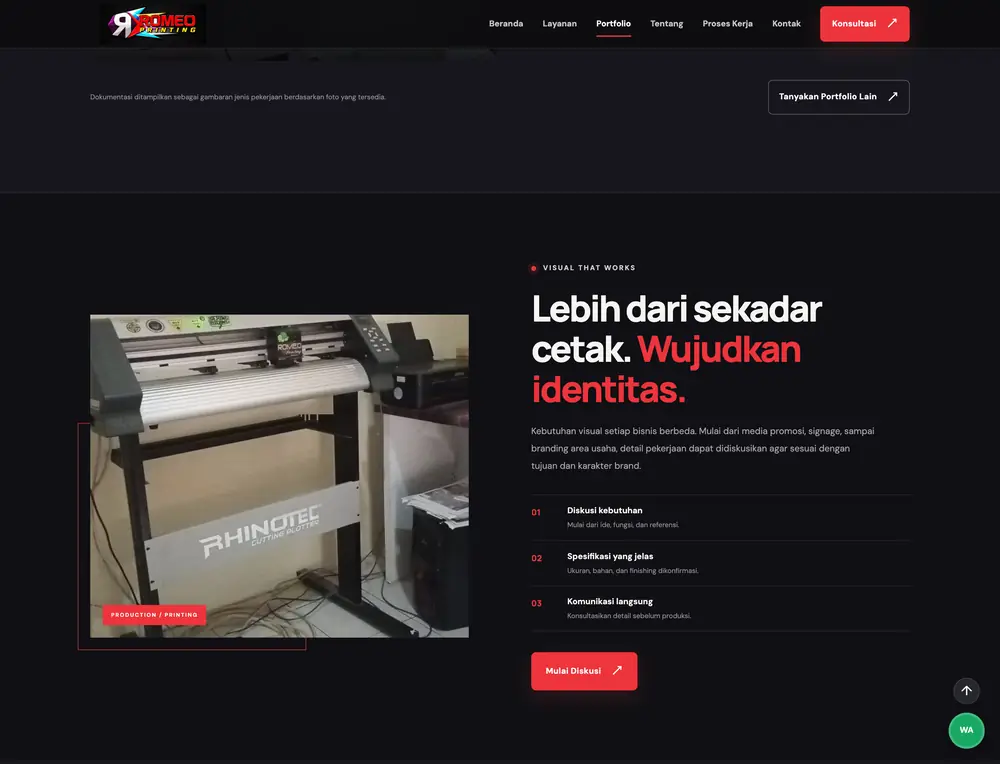 ROMEO
PRINTING
Beranda
Layanan
Portfolio
Tentang
Proses Kerja
Kontak
Konsultasi
Dokumentasi ditampilkan sebagai gambaran jenis pekerjaan berdasarkan foto yang tersedia.
Tanyakan Portfolio Lain
VISUAL THAT WORKS
Lebih dari sekadar
cetak. Wujudkan
identitas.
Kebutuhan visual setiap bisnis berbeda. Mulai dari media promosi, signage, sampai
branding area usaha, detail pekerjaan dapat didiskusikan agar sesuai dengan
tujuan dan karakter brand.
01
Diskusi kebutuhan
Mulai dari ide, fungsi, dan referensi.
02
Spesifikasi yang jelas
Ukuran, bahan, dan finishing dikonfirmasi.
03
Komunikasi langsung
Konsultasikan detail sebelum produksi.
Mulai Diskusi
ROMEO
RHINOTEC
CUTTING PLOTTER
PRODUCTION / PRINTING
WA